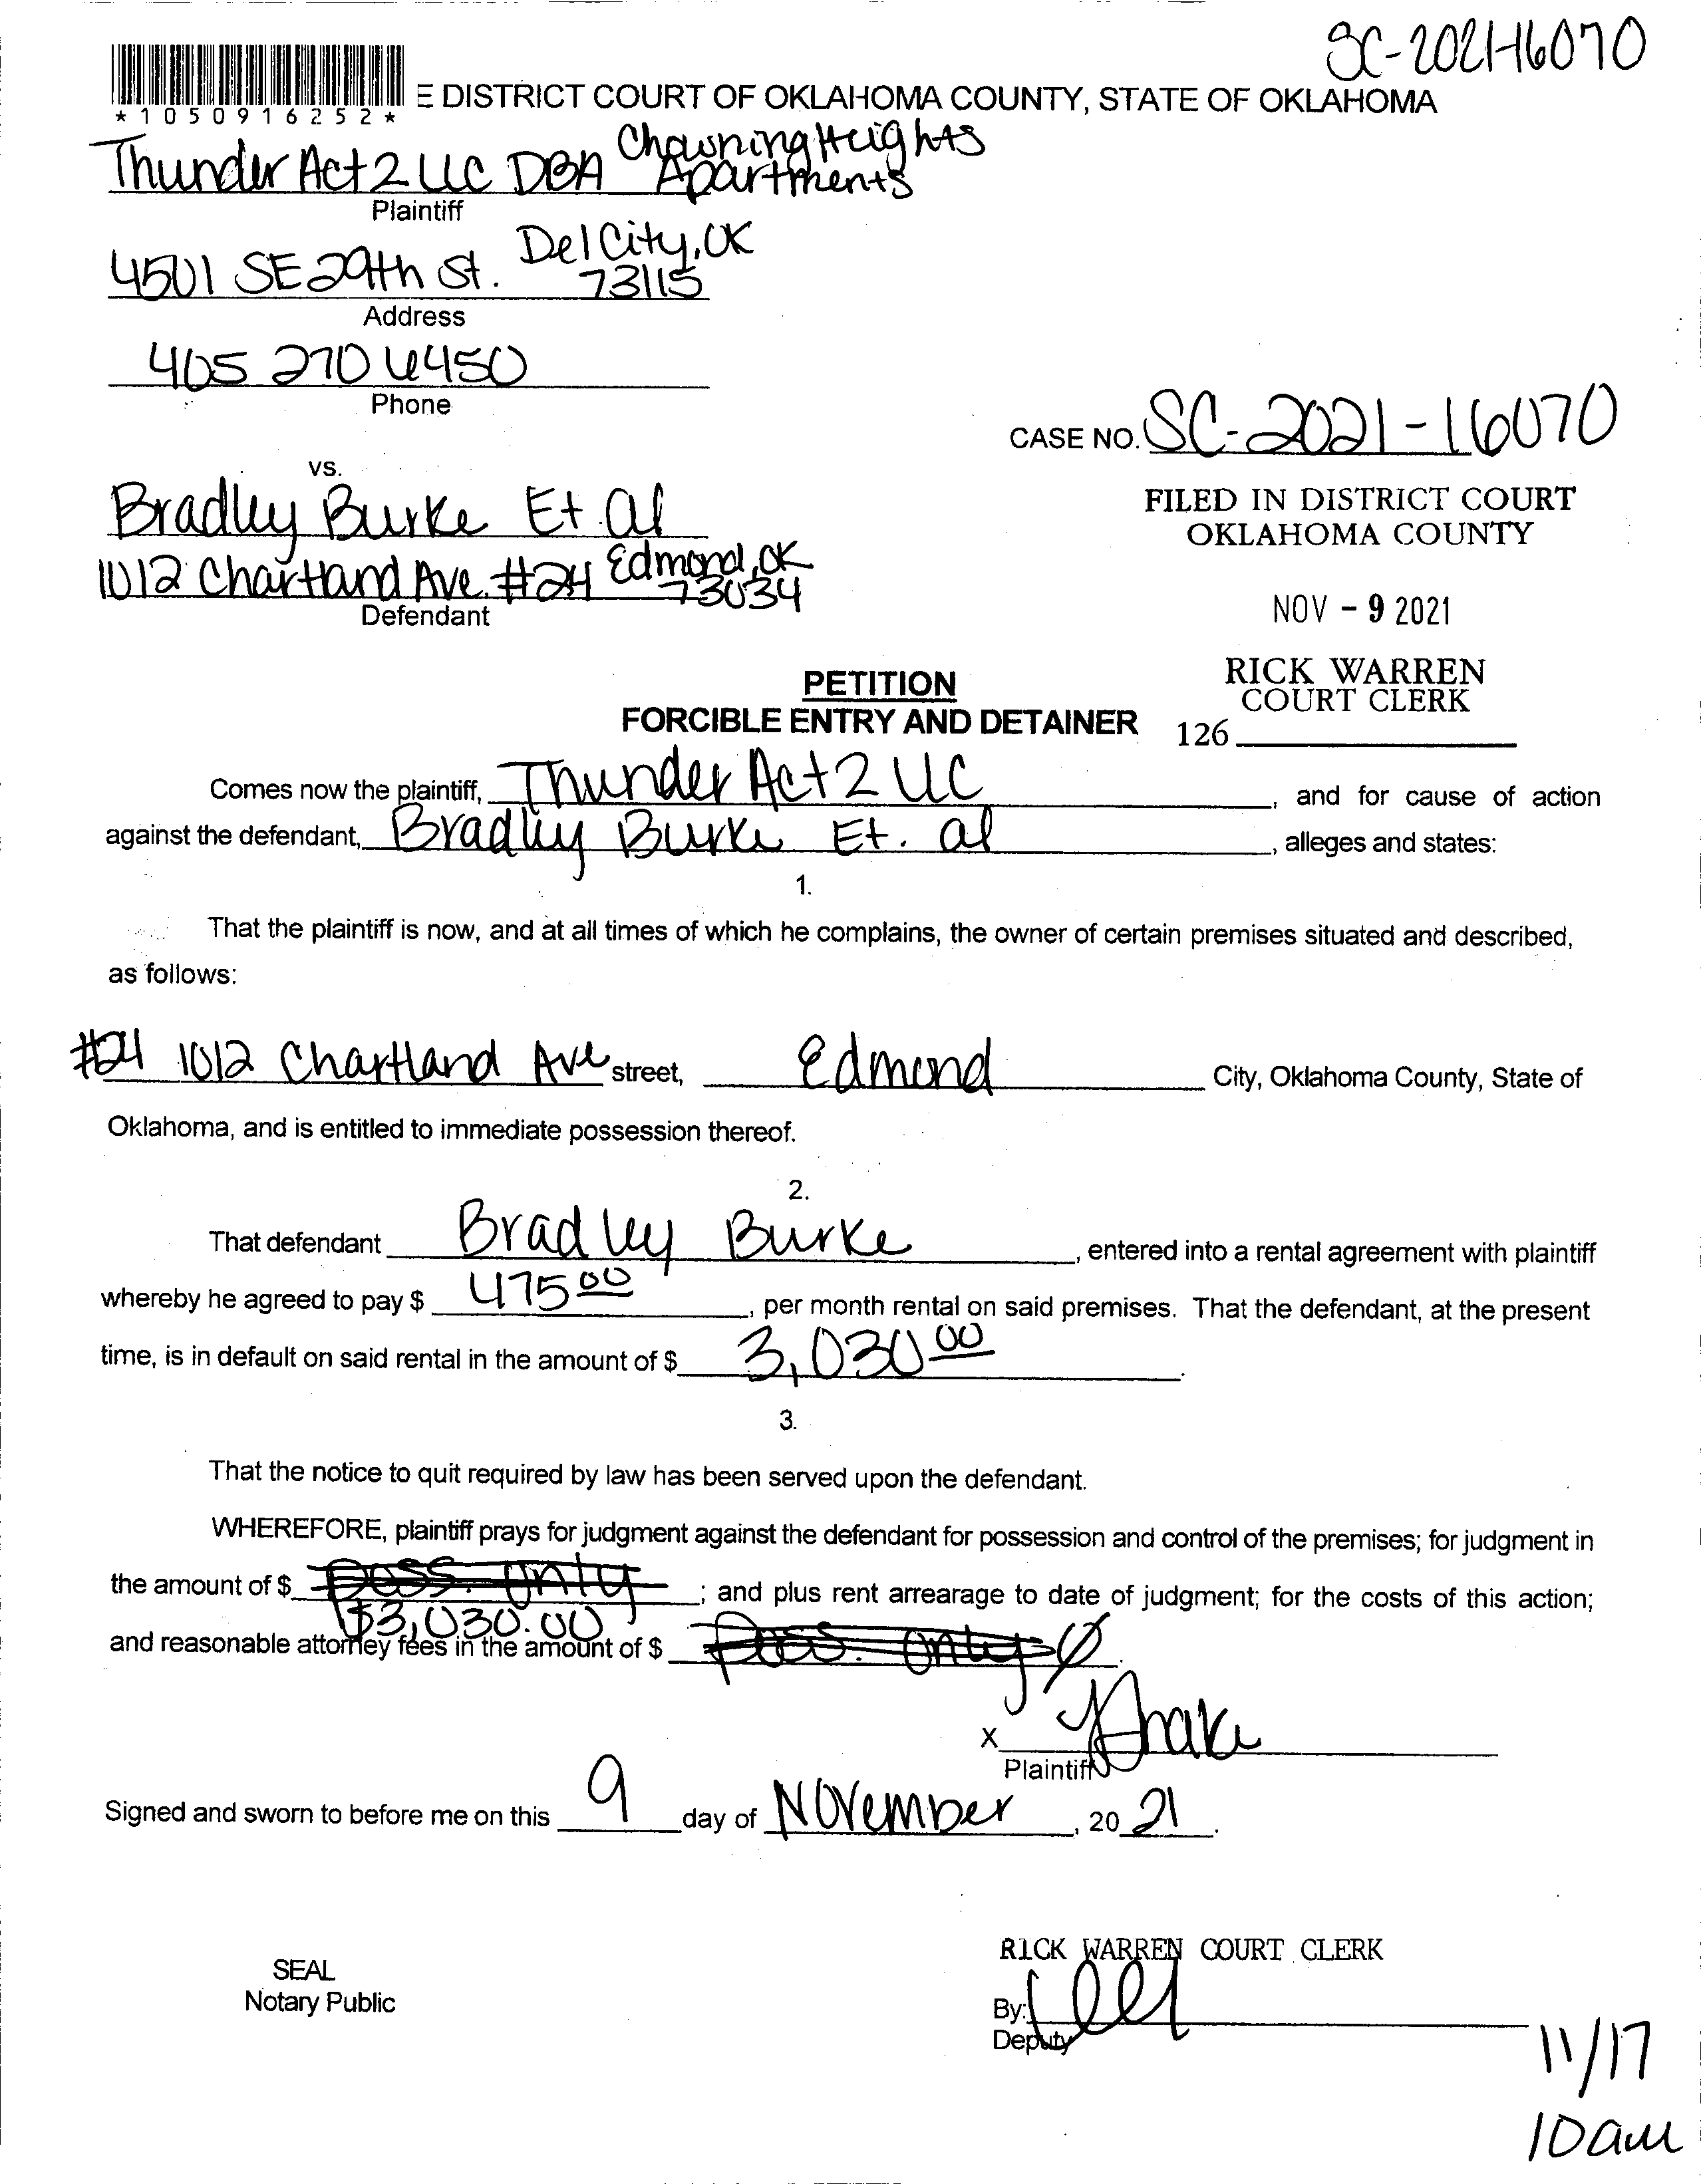 SC-2021-16070
*1050916252*
E DISTRICT COURT OF OKLAHOMA COUNTY, STATE OF OKLAHOMA
Thunder Act 2 LLC DBA Chowning Heights
Apartments
Plaintiff
4501 SE 29th St. Del City, OK
73115
Address
405 270 6450
Phone
CASE NO. SC-2021-16070
vs.
Bradley Burke Et al
FILED IN DISTRICT COURT
OKLAHOMA COUNTY
1012 Chartland Ave. #24 Edmond, OK
73034
Defendant
NOV - 9 2021
RICK WARREN
COURT CLERK
126
PETITION
FORCIBLE ENTRY AND DETAINER
Comes now the plaintiff, Thunder Act 2 LLC, and for cause of action
against the defendant, Bradley Burke Et. al, alleges and states:
1.
That the plaintiff is now, and at all times of which he complains, the owner of certain premises situated and described,
as follows:
#24 1012 Chartland Ave street, Edmond City, Oklahoma County, State of
Oklahoma, and is entitled to immediate possession thereof.
2.
That defendant Bradley Burke, entered into a rental agreement with plaintiff
whereby he agreed to pay $ 475 00, per month rental on said premises. That the defendant, at the present
time, is in default on said rental in the amount of $ 3,030 00.
3.
That the notice to quit required by law has been served upon the defendant.
WHEREFORE, plaintiff prays for judgment against the defendant for possession and control of the premises; for judgment in
the amount of $ poss. only; and plus rent arrearage to date of judgment; for the costs of this action;
$3,030.00
and reasonable attorney fees in the amount of $ poss. only Ø.
X
Plaintiff
Signed and sworn to before me on this 9 day of November, 20 21.
RICK WARREN COURT CLERK
SEAL
Notary Public
By:
Deputy
11/17
10am